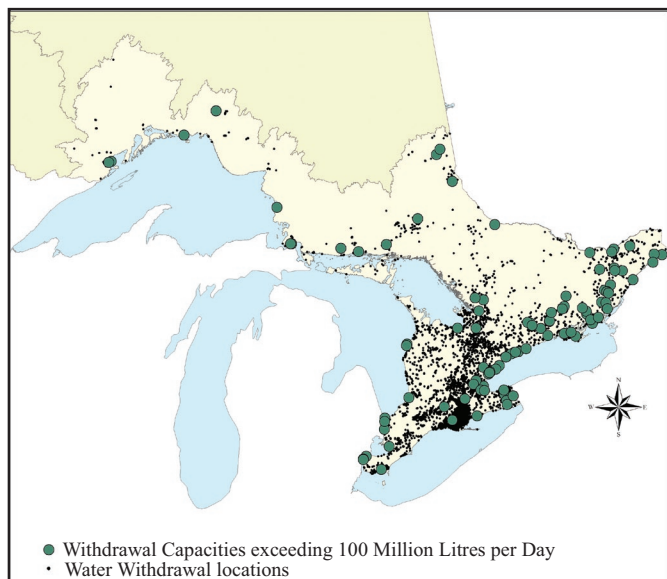 N
W E
S
Withdrawal Capacities exceeding 100 Million Litres per Day
Water Withdrawal locations